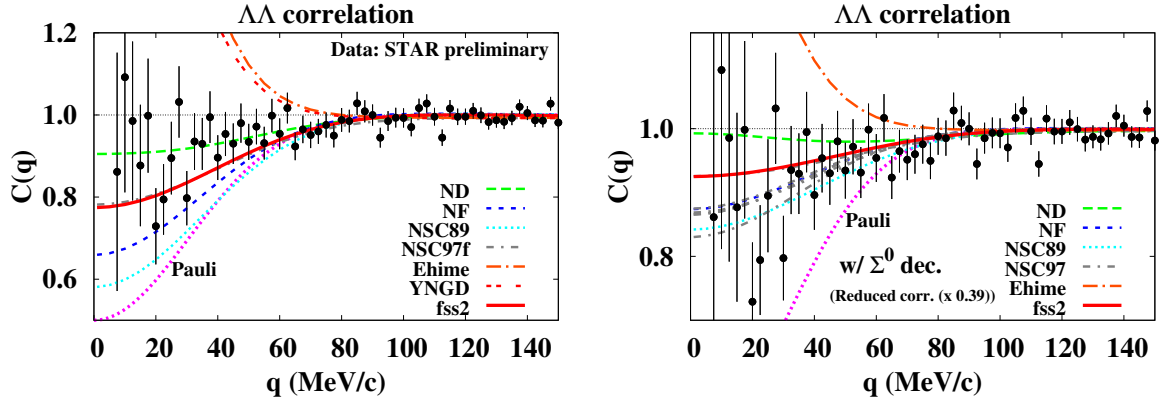 ΛΛ correlation
Data: STAR preliminary
1.2
1.0
0.8
0.6
C(q)
Pauli
ND
NF
NSC89
NSC97f
Ehime
YNGD
fss2
0 20 40 60 80 100 120 140
q (MeV/c)
ΛΛ correlation
1.0
0.8
C(q)
Pauli
w/ Σ⁰ dec.
(Reduced corr. (x 0.39))
ND
NF
NSC89
NSC97
Ehime
fss2
0 20 40 60 80 100 120 140
q (MeV/c)